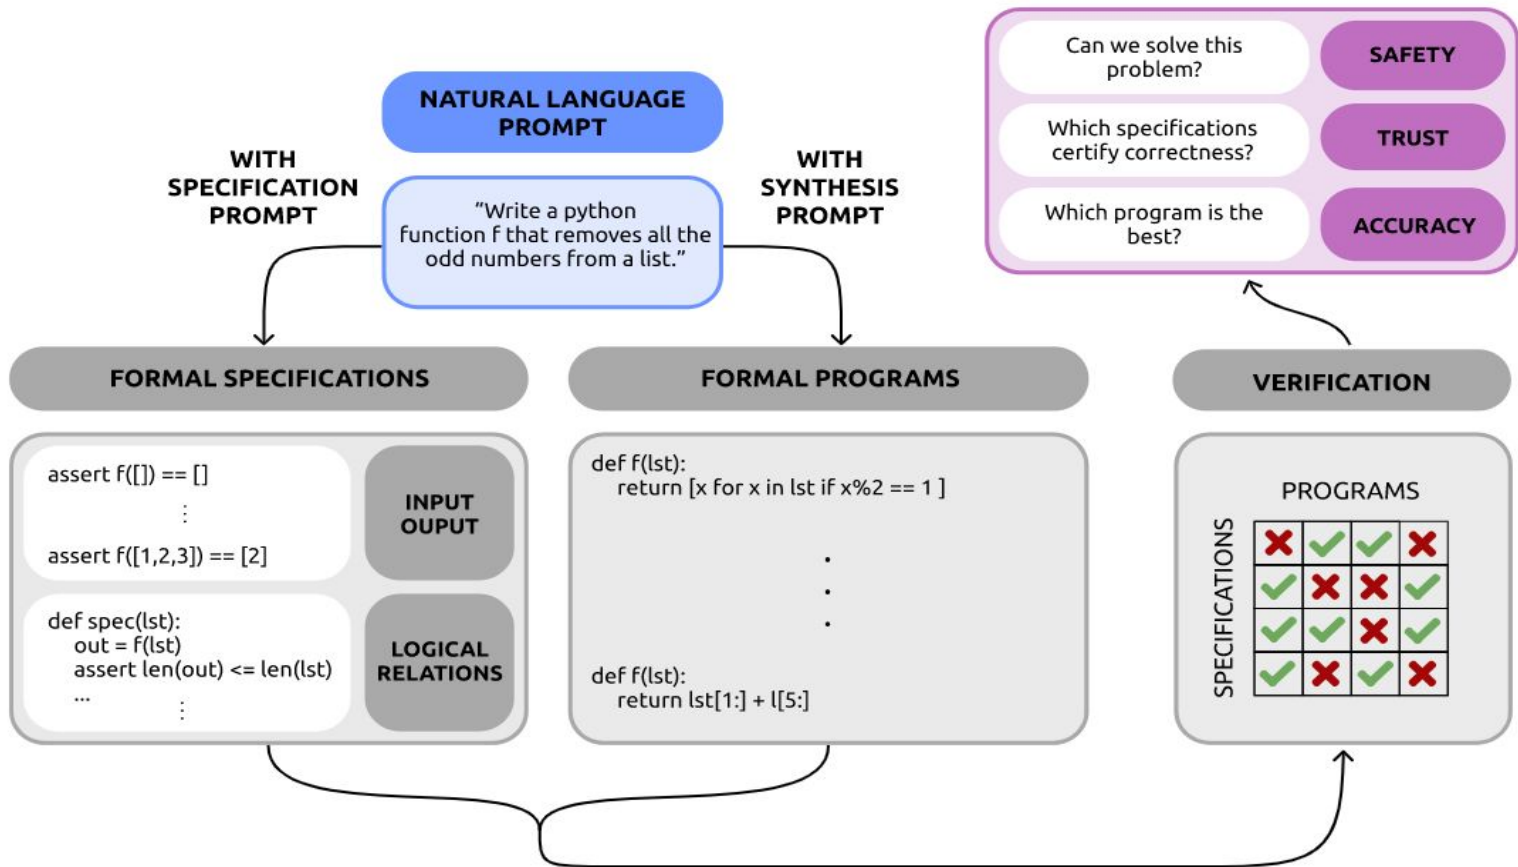 NATURAL LANGUAGE
PROMPT
WITH
SPECIFICATION
PROMPT
WITH
SYNTHESIS
PROMPT
"Write a python
function f that removes all the
odd numbers from a list."
Can we solve this
problem?
SAFETY
Which specifications
certify correctness?
TRUST
Which program is the
best?
ACCURACY
FORMAL SPECIFICATIONS
assert f([]) == []
⋮
assert f([1,2,3]) == [2]
INPUT
OUPUT
def spec(lst):
out = f(lst)
assert len(out) <= len(lst)
...
⋮
LOGICAL
RELATIONS
FORMAL PROGRAMS
def f(lst):
return [x for x in lst if x%2 == 1 ]
.
.
.
def f(lst):
return lst[1:] + l[5:]
VERIFICATION
PROGRAMS
SPECIFICATIONS